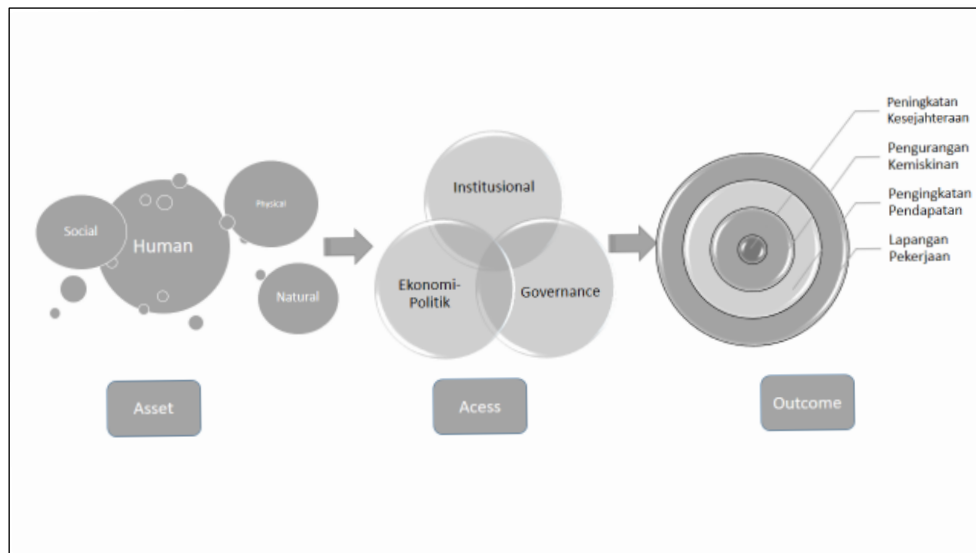 Social
Human
Physical
Natural
Asset
Institusional
Ekonomi-
Politik
Governance
Acess
Peningkatan
Kesejahteraan
Pengurangan
Kemiskinan
Pengingkatan
Pendapatan
Lapangan
Pekerjaan
Outcome